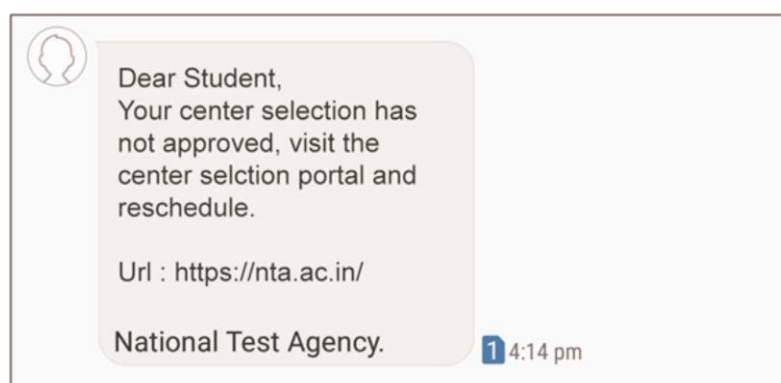 Dear Student,
Your center selection has
not approved, visit the
center selction portal and
reschedule.
Url : https://nta.ac.in/
National Test Agency.
1 4:14 pm